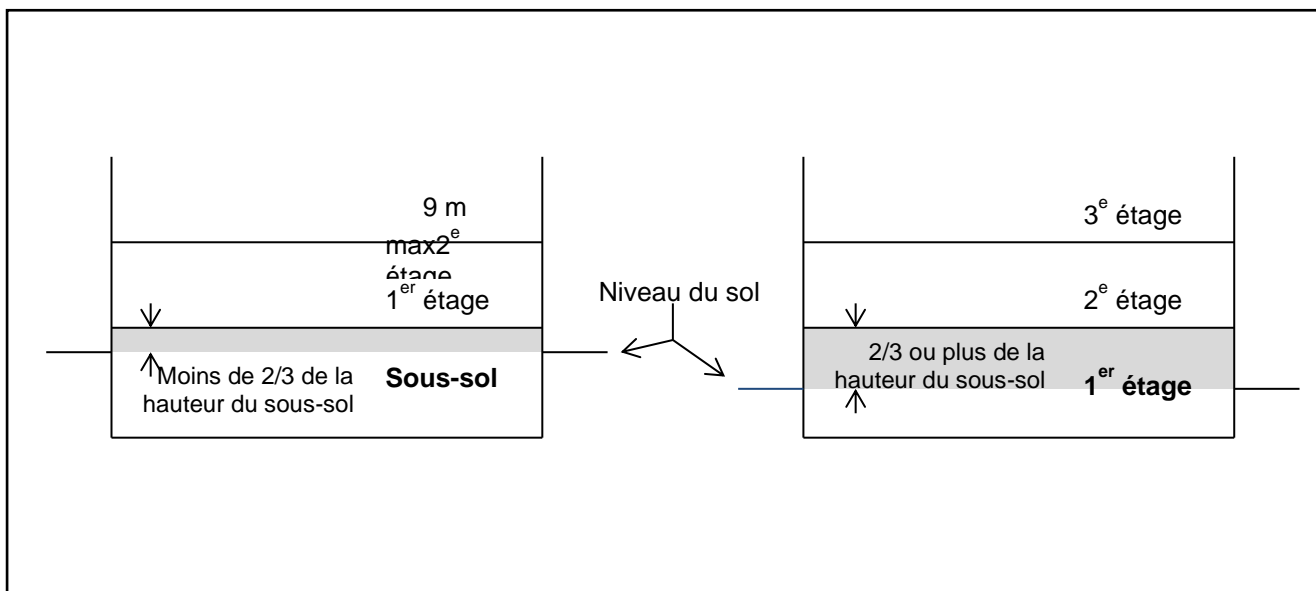 9 m
max2e
étage
1er étage
Moins de 2/3 de la
hauteur du sous-sol
Sous-sol
Niveau du sol
3e étage
2e étage
2/3 ou plus de la
hauteur du sous-sol
1er étage